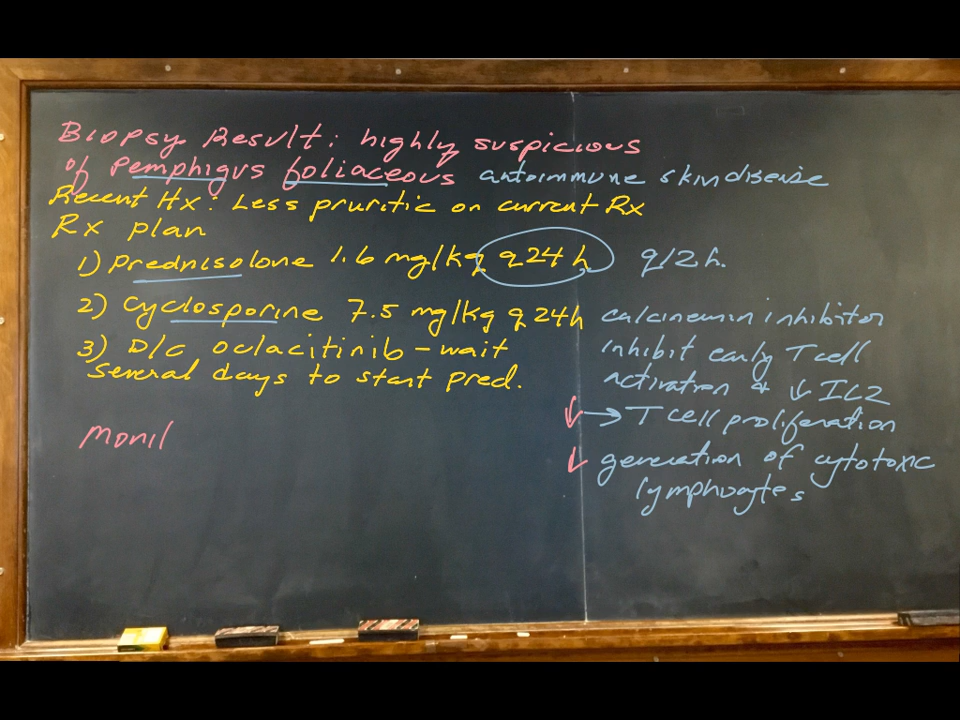 Biopsy Result: highly suspicious
of Pemphigus foliaceous autoimmune skin disease
Recent Hx: Less pruritic on current Rx
Rx plan
1) Prednisolone 1.6 mg/kg q24h q12h.
2) Cyclosporine 7.5 mg/kg q24h calcineurin inhibitor
3) D/C oclacitinib - wait
several days to start pred.
inhibit early T cell
activation & ↓ IL2
↓ → T cell proliferation
↓ generation of cytotoxic
lymphocytes
Monil